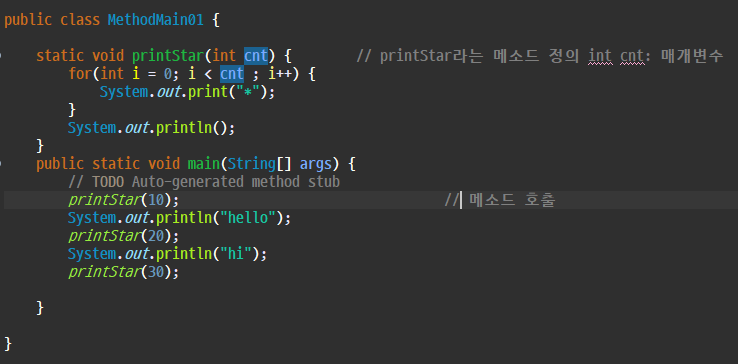 public class MethodMain01 {
static void printStar(int cnt) { // printStar라는 메소드 정의 int cnt: 매개변수
for(int i = 0; i < cnt ; i++) {
System.out.print("*");
}
System.out.println();
}
public static void main(String[] args) {
// TODO Auto-generated method stub
printStar(10); // 메소드 호출
System.out.println("hello");
printStar(20);
System.out.println("hi");
printStar(30);
}
}